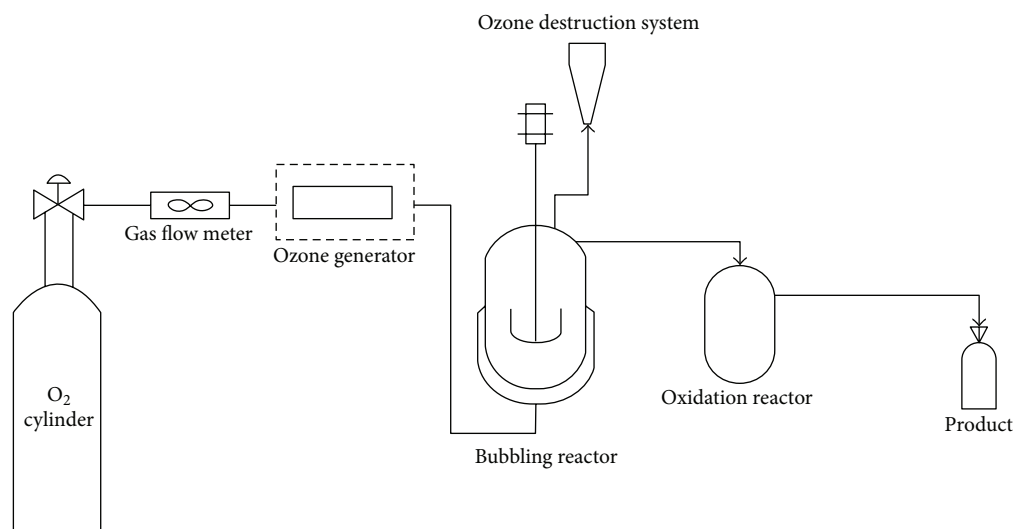 Ozone destruction system
Gas flow meter
Ozone generator
O₂
cylinder
Bubbling reactor
Oxidation reactor
Product